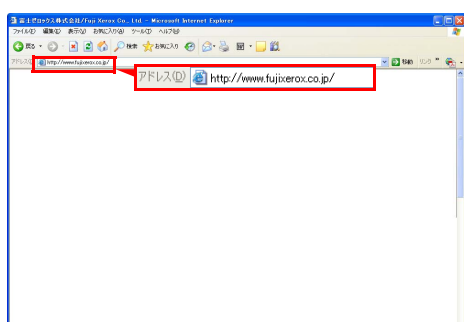 富士ゼロックス株式会社/Fuji Xerox Co., Ltd. - Microsoft Internet Explorer
ファイル(F) 編集(E) 表示(V) お気に入り(A) ツール(T) ヘルプ(H)
戻る 検索 お気に入り
アドレス(D) http://www.fujixerox.co.jp/ 移動 リンク »
アドレス(D) http://www.fujixerox.co.jp/